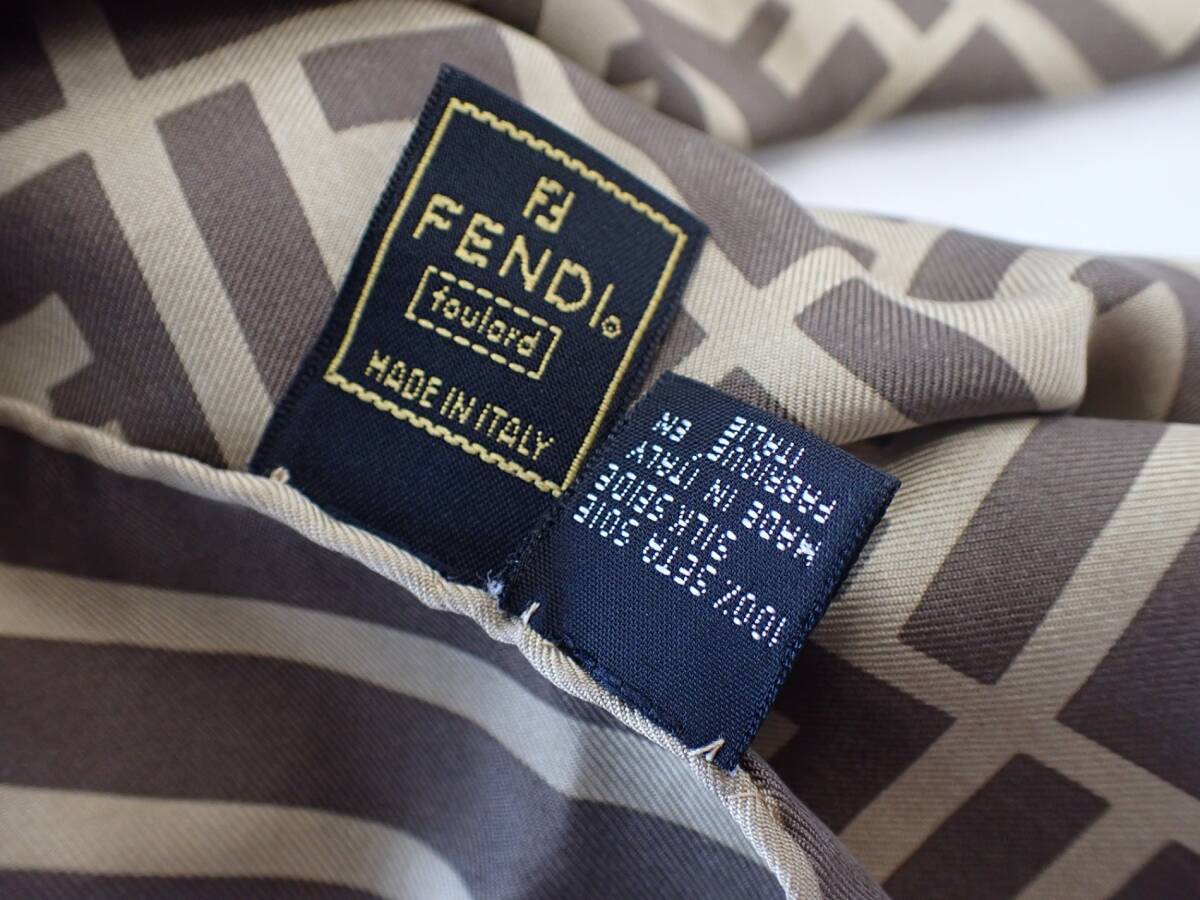 FF
FENDI
foulard
MADE IN ITALY
100% SETA SOIE
SILK SEIDE
MADE IN ITALY
FABRIQUE EN
ITALIE